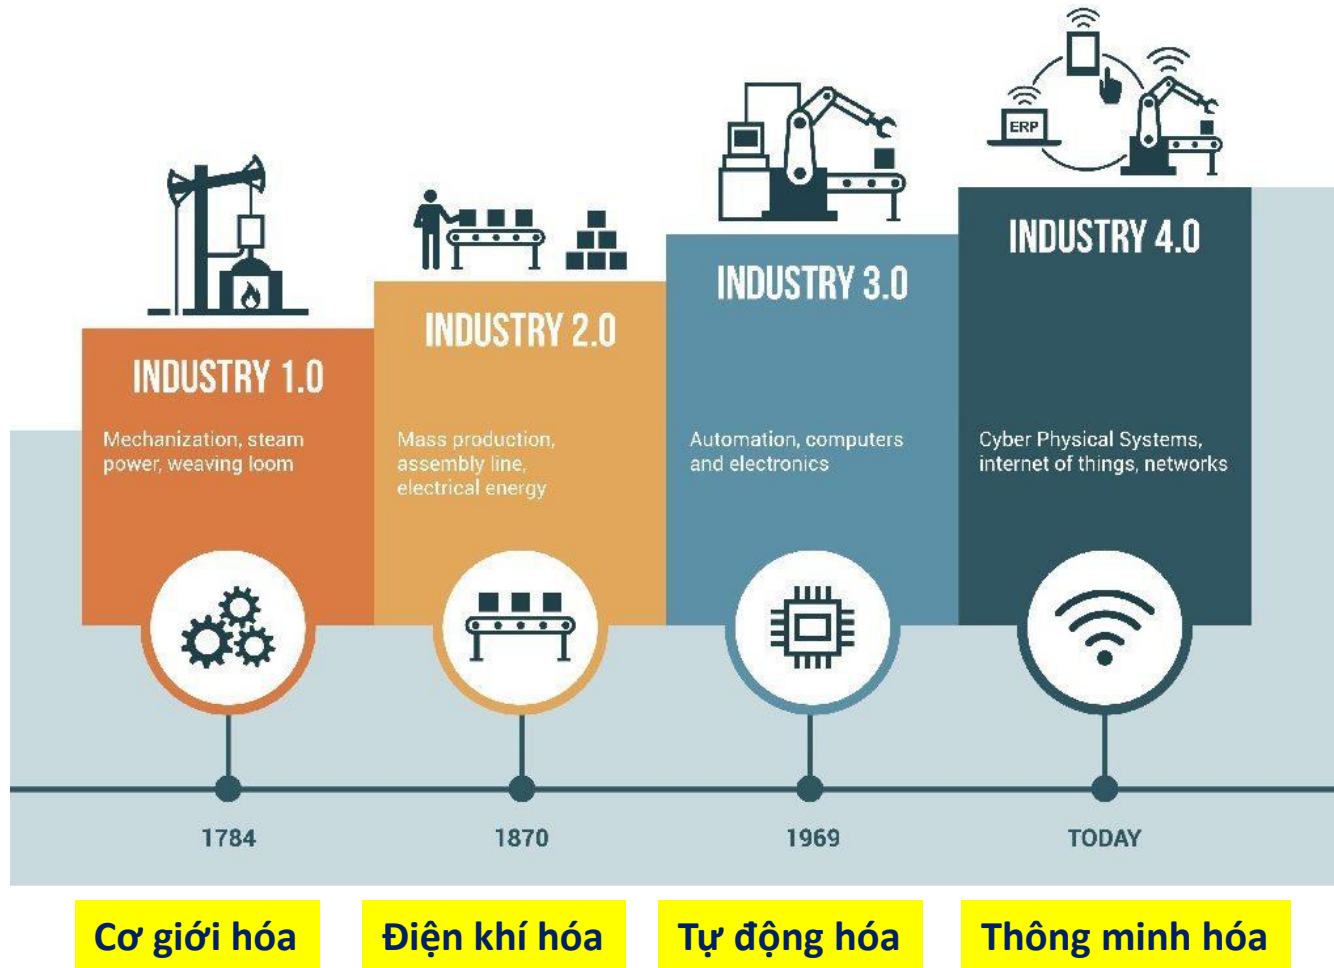 ERP
INDUSTRY 1.0
Mechanization, steam
power, weaving loom
INDUSTRY 2.0
Mass production,
assembly line,
electrical energy
INDUSTRY 3.0
Automation, computers
and electronics
INDUSTRY 4.0
Cyber Physical Systems,
internet of things, networks
1784
1870
1969
TODAY
Cơ giới hóa
Điện khí hóa
Tự động hóa
Thông minh hóa